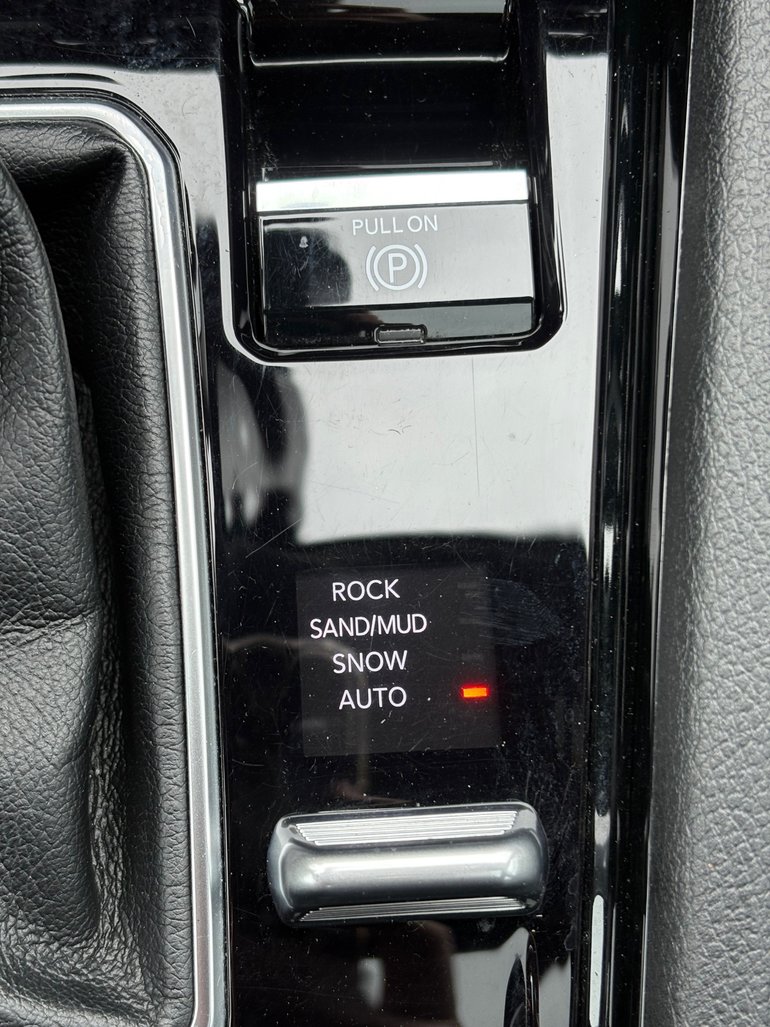 PULL ON
(P)
ROCK
SAND/MUD
SNOW
AUTO